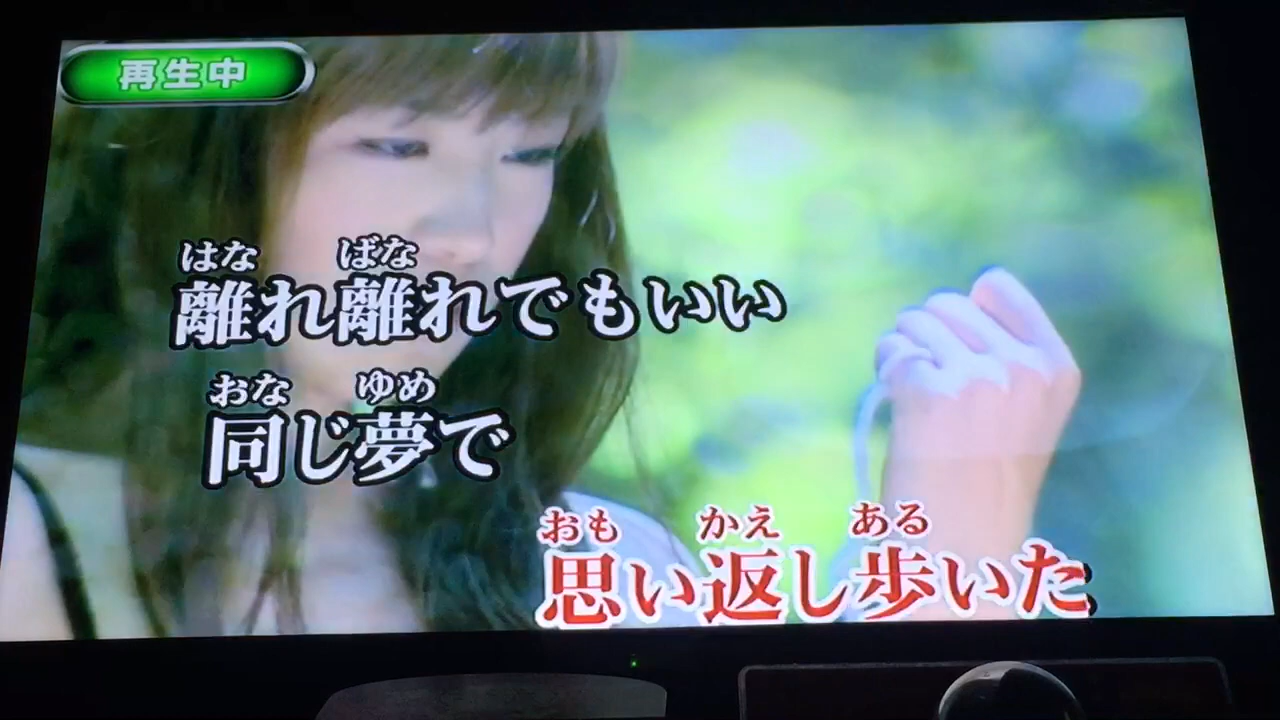 再生中
はな ばな
離れ離れでもいい
おな ゆめ
同じ夢で
おも かえ ある
思い返し歩いた